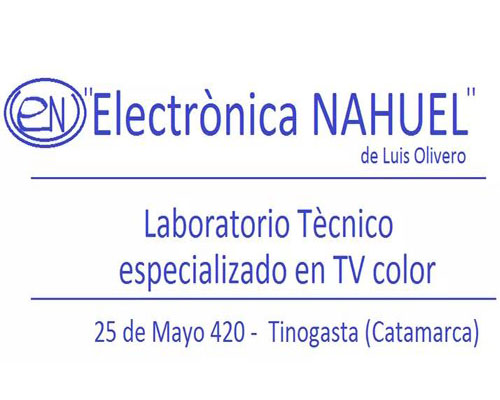 eN "Electrònica NAHUEL"
de Luis Olivero
Laboratorio Tècnico
especializado en TV color
25 de Mayo 420 - Tinogasta (Catamarca)